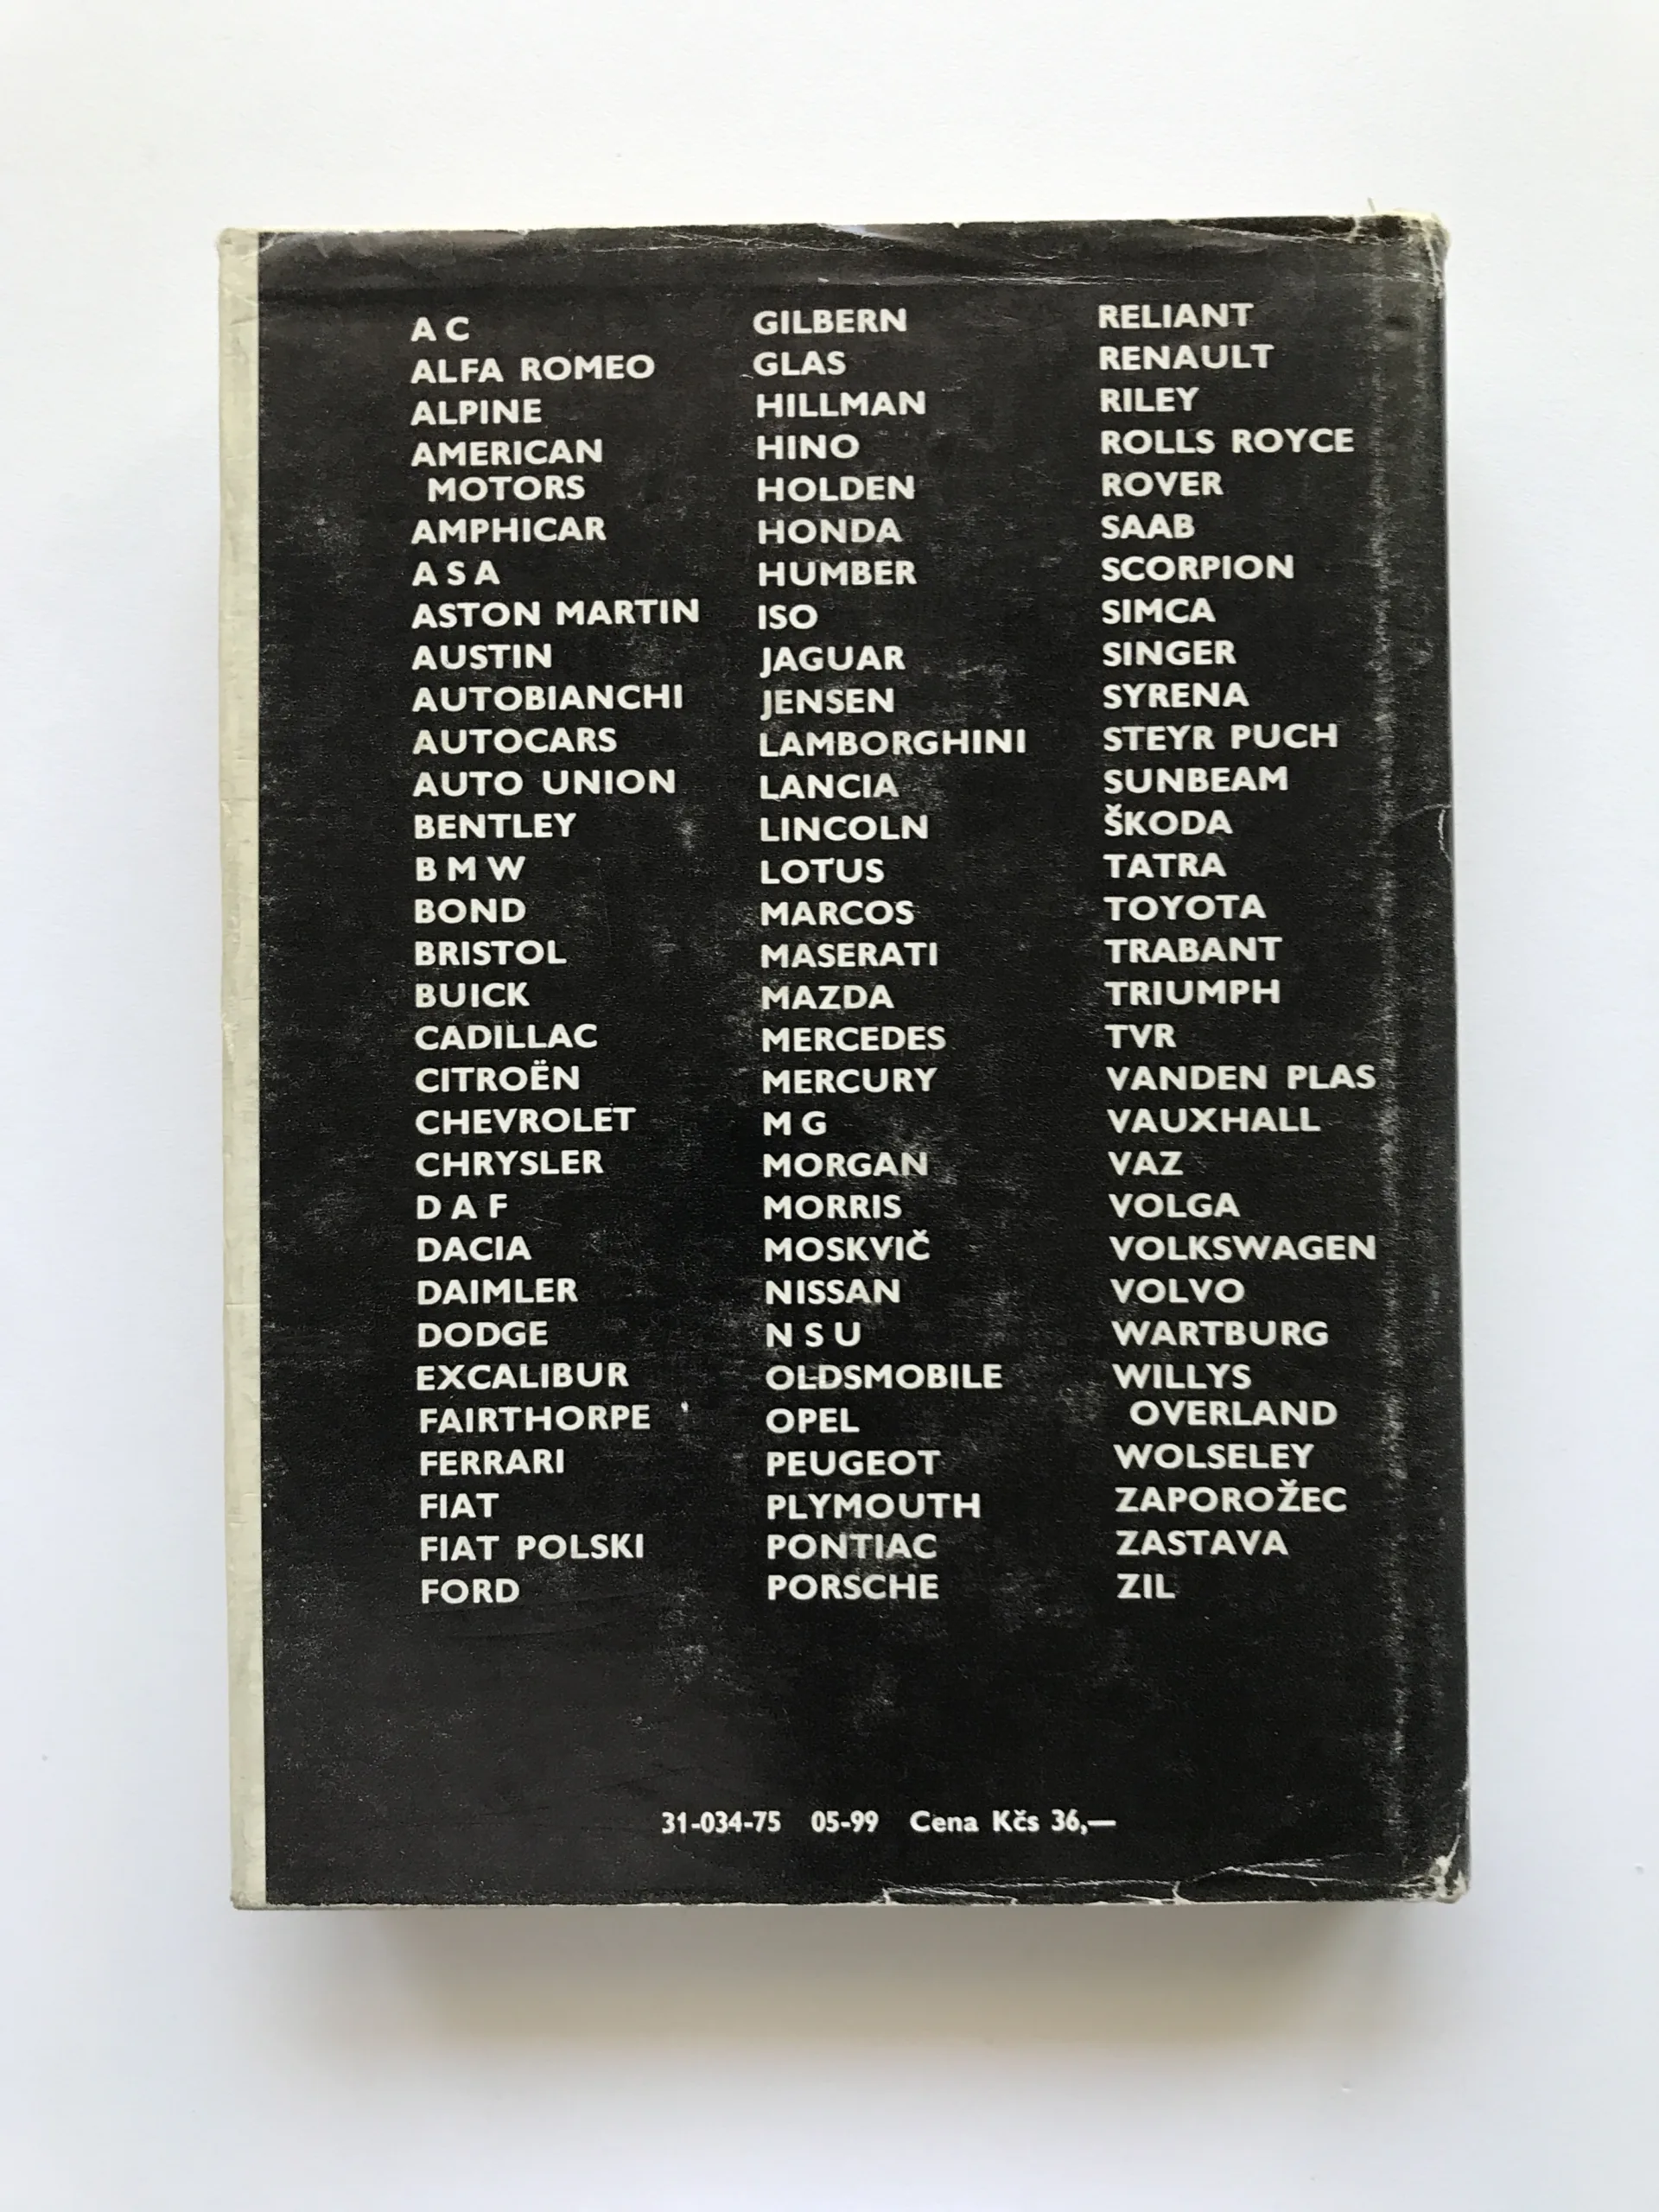 A C
ALFA ROMEO
ALPINE
AMERICAN
MOTORS
AMPHICAR
A S A
ASTON MARTIN
AUSTIN
AUTOBIANCHI
AUTOCARS
AUTO UNION
BENTLEY
B M W
BOND
BRISTOL
BUICK
CADILLAC
CITROËN
CHEVROLET
CHRYSLER
D A F
DACIA
DAIMLER
DODGE
EXCALIBUR
FAIRTHORPE
FERRARI
FIAT
FIAT POLSKI
FORD
GILBERN
GLAS
HILLMAN
HINO
HOLDEN
HONDA
HUMBER
ISO
JAGUAR
JENSEN
LAMBORGHINI
LANCIA
LINCOLN
LOTUS
MARCOS
MASERATI
MAZDA
MERCEDES
MERCURY
M G
MORGAN
MORRIS
MOSKVIČ
NISSAN
N S U
OLDSMOBILE
OPEL
PEUGEOT
PLYMOUTH
PONTIAC
PORSCHE
RELIANT
RENAULT
RILEY
ROLLS ROYCE
ROVER
SAAB
SCORPION
SIMCA
SINGER
SYRENA
STEYR PUCH
SUNBEAM
ŠKODA
TATRA
TOYOTA
TRABANT
TRIUMPH
TVR
VANDEN PLAS
VAUXHALL
VAZ
VOLGA
VOLKSWAGEN
VOLVO
WARTBURG
WILLYS
OVERLAND
WOLSELEY
ZAPOROŽEC
ZASTAVA
ZIL
31-034-75 05-99 Cena Kčs 36,—